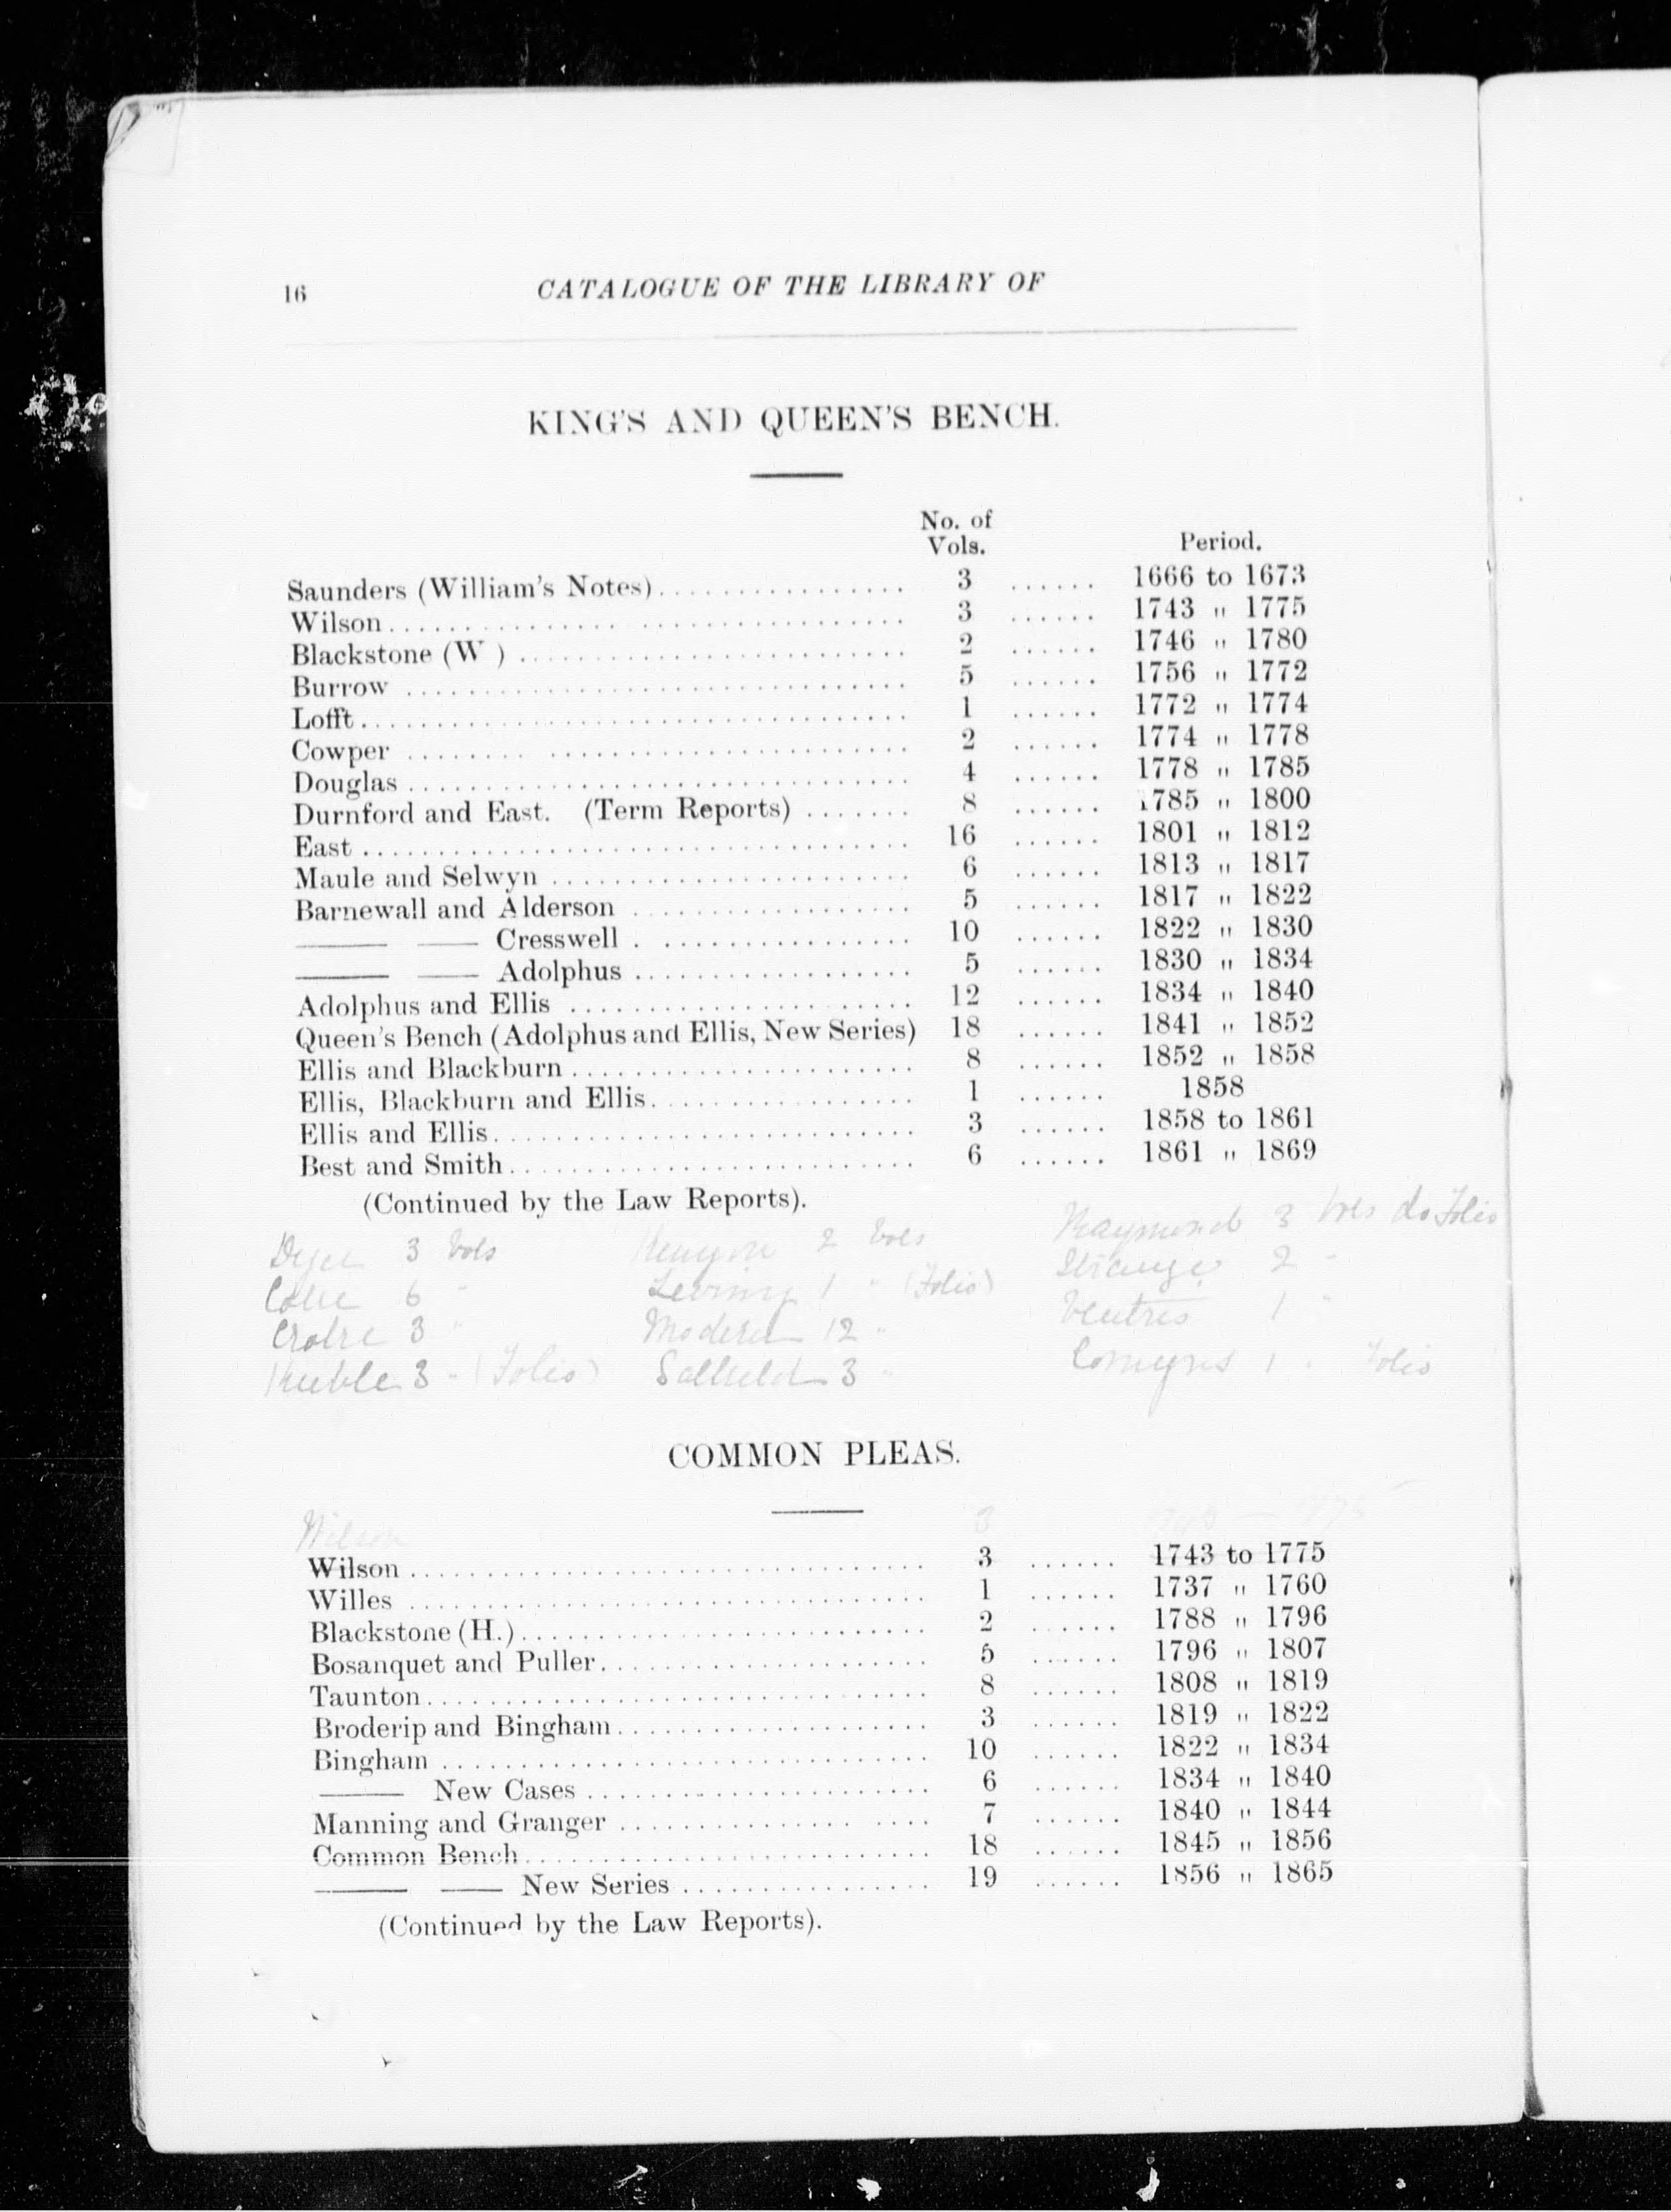 16 CATALOGUE OF THE LIBRARY OF
KING'S AND QUEEN'S BENCH.
No. of
Vols. Period.
Saunders (William's Notes)................ 3 ...... 1666 to 1673
Wilson................................ 3 ...... 1743 " 1775
Blackstone (W ) ......................... 2 ...... 1746 " 1780
Burrow ................................ 5 ...... 1756 " 1772
Lofft................................... 1 ...... 1772 " 1774
Cowper ................................ 2 ...... 1774 " 1778
Douglas ................................ 4 ...... 1778 " 1785
Durnford and East. (Term Reports) ....... 8 ...... 1785 " 1800
East ................................... 16 ...... 1801 " 1812
Maule and Selwyn ....................... 6 ...... 1813 " 1817
Barnewall and Alderson .................. 5 ...... 1817 " 1822
—— —— Cresswell . ................ 10 ...... 1822 " 1830
—— —— Adolphus .................. 5 ...... 1830 " 1834
Adolphus and Ellis ...................... 12 ...... 1834 " 1840
Queen's Bench (Adolphus and Ellis, New Series) 18 ...... 1841 " 1852
Ellis and Blackburn ...................... 8 ...... 1852 " 1858
Ellis, Blackburn and Ellis................. 1 ...... 1858
Ellis and Ellis........................... 3 ...... 1858 to 1861
Best and Smith.......................... 6 ...... 1861 " 1869
(Continued by the Law Reports).
Dyer 3 Vols Kenyon 2 Vols Raymond 3 Vols do Folio
Coke 6 " Levinz 1 " (Folio) Strange 2 "
Croke 3 " Modern 12 " Ventris 1 "
Keble 3 " (Folio) Salkeld 3 " Comyns 1 " Folio
COMMON PLEAS.
Wilson 3
Wilson ................................. 3 ...... 1743 to 1775
Willes ................................. 1 ...... 1737 " 1760
Blackstone (H.).......................... 2 ...... 1788 " 1796
Bosanquet and Puller..................... 5 ...... 1796 " 1807
Taunton................................ 8 ...... 1808 " 1819
Broderip and Bingham.................... 3 ...... 1819 " 1822
Bingham ............................... 10 ...... 1822 " 1834
—— New Cases ...................... 6 ...... 1834 " 1840
Manning and Granger ................... 7 ...... 1840 " 1844
Common Bench.......................... 18 ...... 1845 " 1856
—— —— New Series ................ 19 ...... 1856 " 1865
(Continued by the Law Reports).